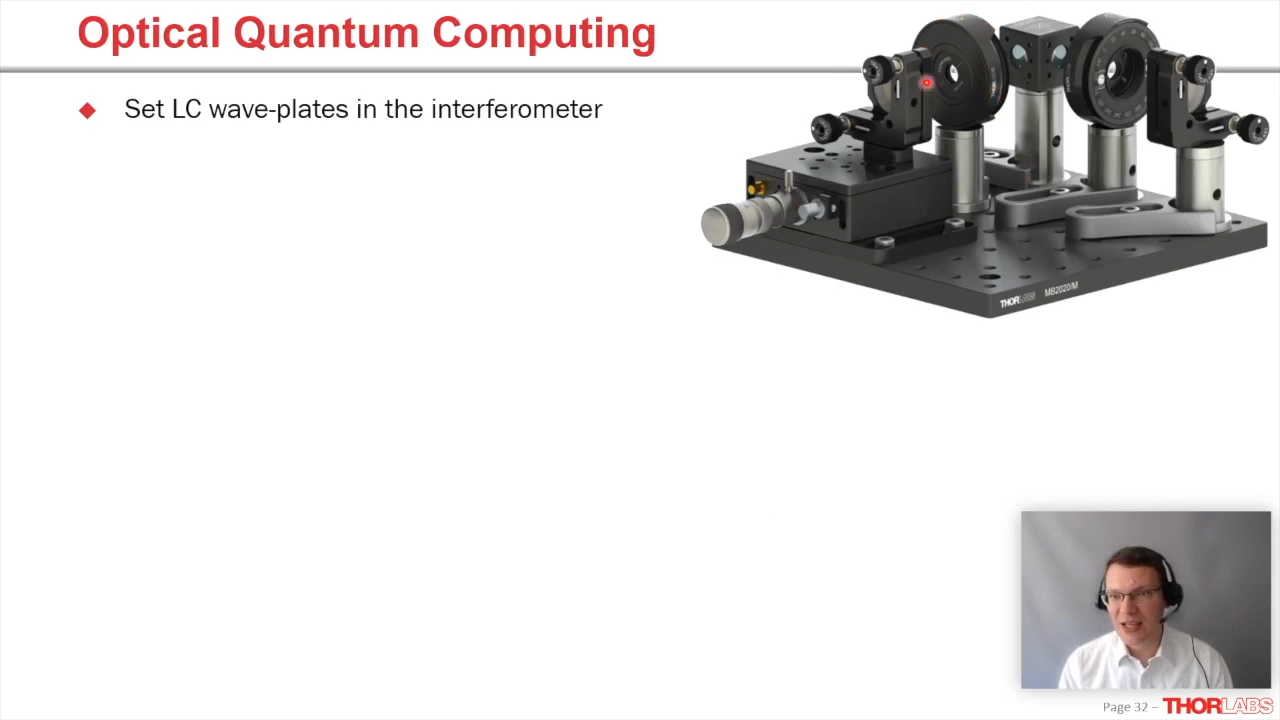 Optical Quantum Computing
Set LC wave-plates in the interferometer
THORLABS MB2020/M
Page 32 – THORLABS